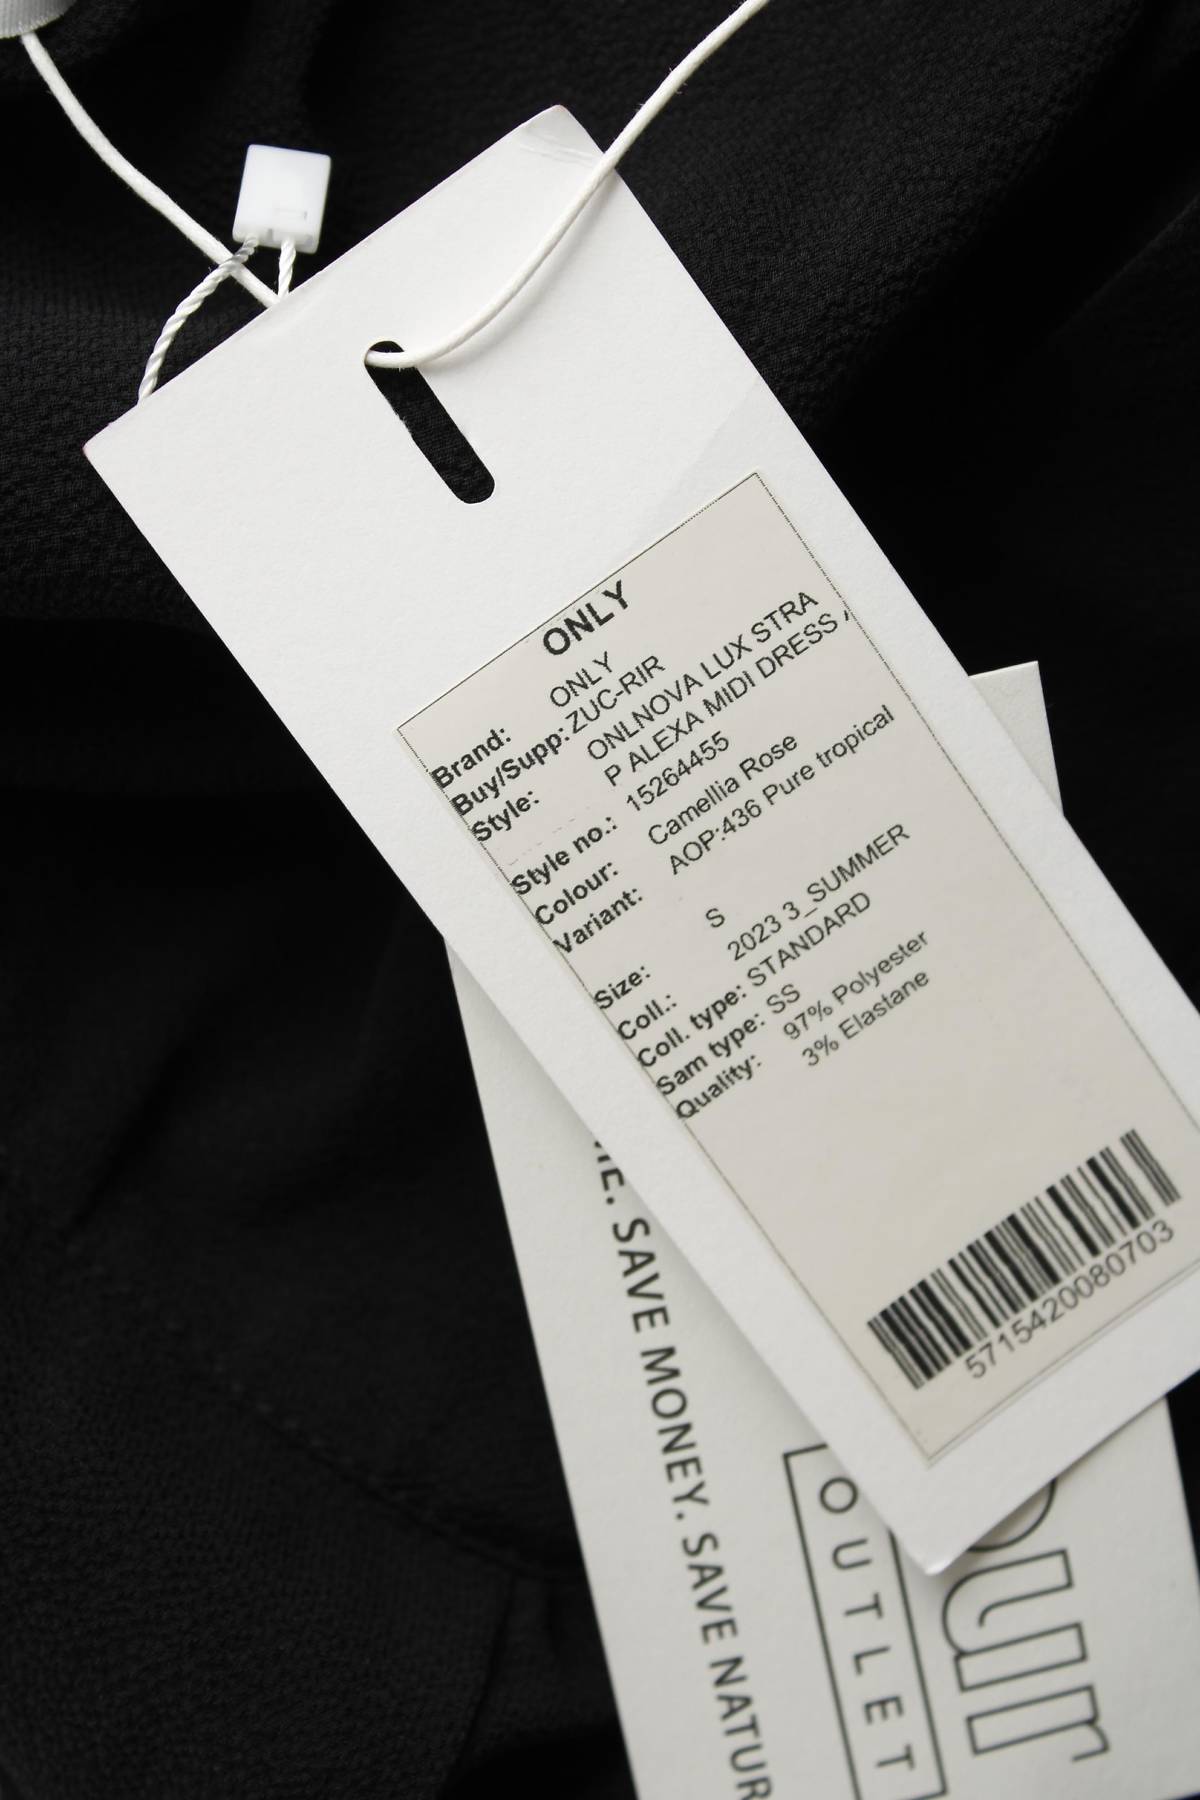 ONLY
Brand: ONLY
Buy/Supp: ZUC-RIR
Style: ONLNOVA LUX STRA
P ALEXA MIDI DRESS
Style no.: 15264455
Colour: Camellia Rose
Variant: AOP:436 Pure tropical
Size: S
Coll.: 2023 3_SUMMER
Coll. type: STANDARD
Sam type: SS
Quality: 97% Polyester
3% Elastane
5715420080703
SAVE MONEY. SAVE NATUR
OUTLET